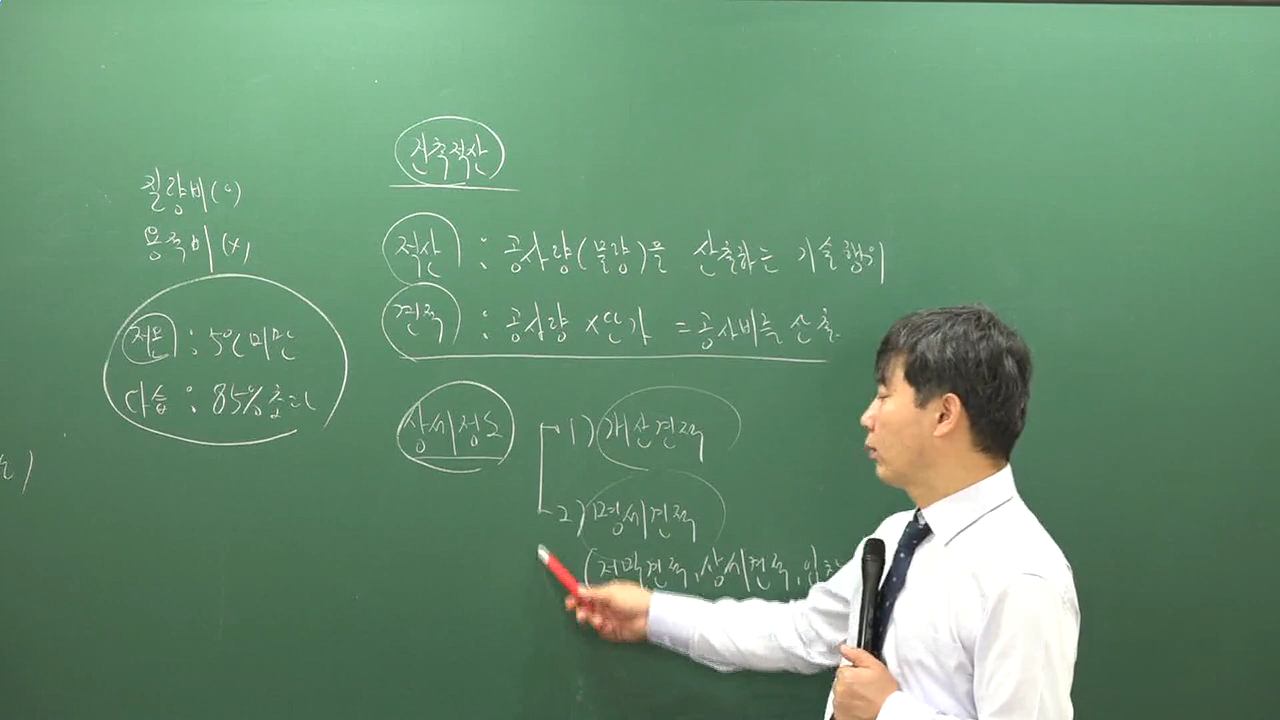 질량비(o)
용적비(x)
저온 : 5℃ 미만
다습 : 85% 초과
건축적산
적산 : 공사량(물량)을 산출하는 기술행위
견적 : 공사량 x 단가 = 공사비를 산출
상세정도
1) 개산견적
2) 명세견적
(정밀견적, 상세견적, 입찰